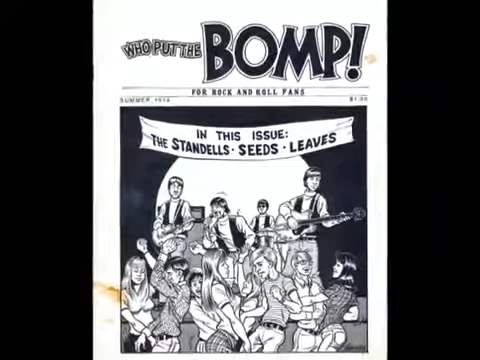 WHO PUT THE BOMP!
FOR ROCK AND ROLL FANS
SUMMER, 1974 $1.00
IN THIS ISSUE:
THE STANDELLS · SEEDS · LEAVES